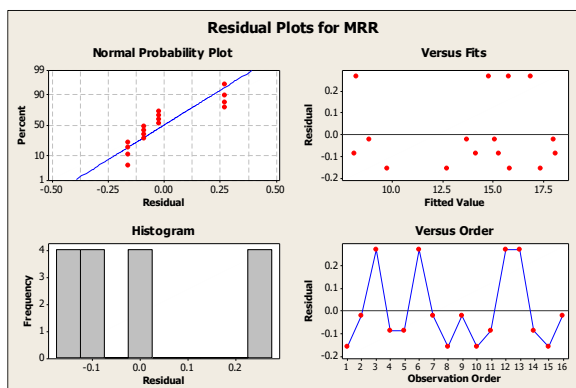 Residual Plots for MRR
Normal Probability Plot
99
90
50
10
1
Percent
-0.50 -0.25 0.00 0.25 0.50
Residual
Versus Fits
0.2
0.1
0.0
-0.1
-0.2
Residual
10.0 12.5 15.0 17.5
Fitted Value
Histogram
4
3
2
1
0
Frequency
-0.1 0.0 0.1 0.2
Residual
Versus Order
0.2
0.1
0.0
-0.1
-0.2
Residual
1 2 3 4 5 6 7 8 9 10 11 12 13 14 15 16
Observation Order